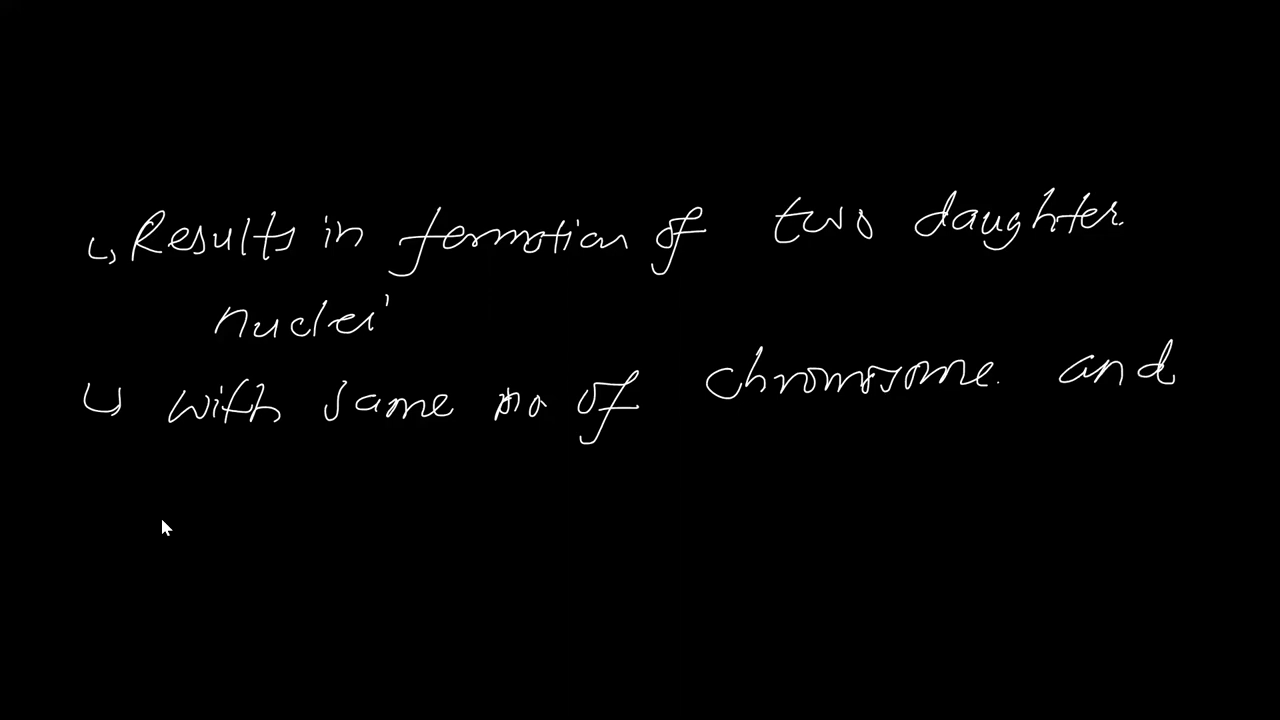 ↳ Results in formation of two daughter
nuclei
↳ with same no of chromosome and